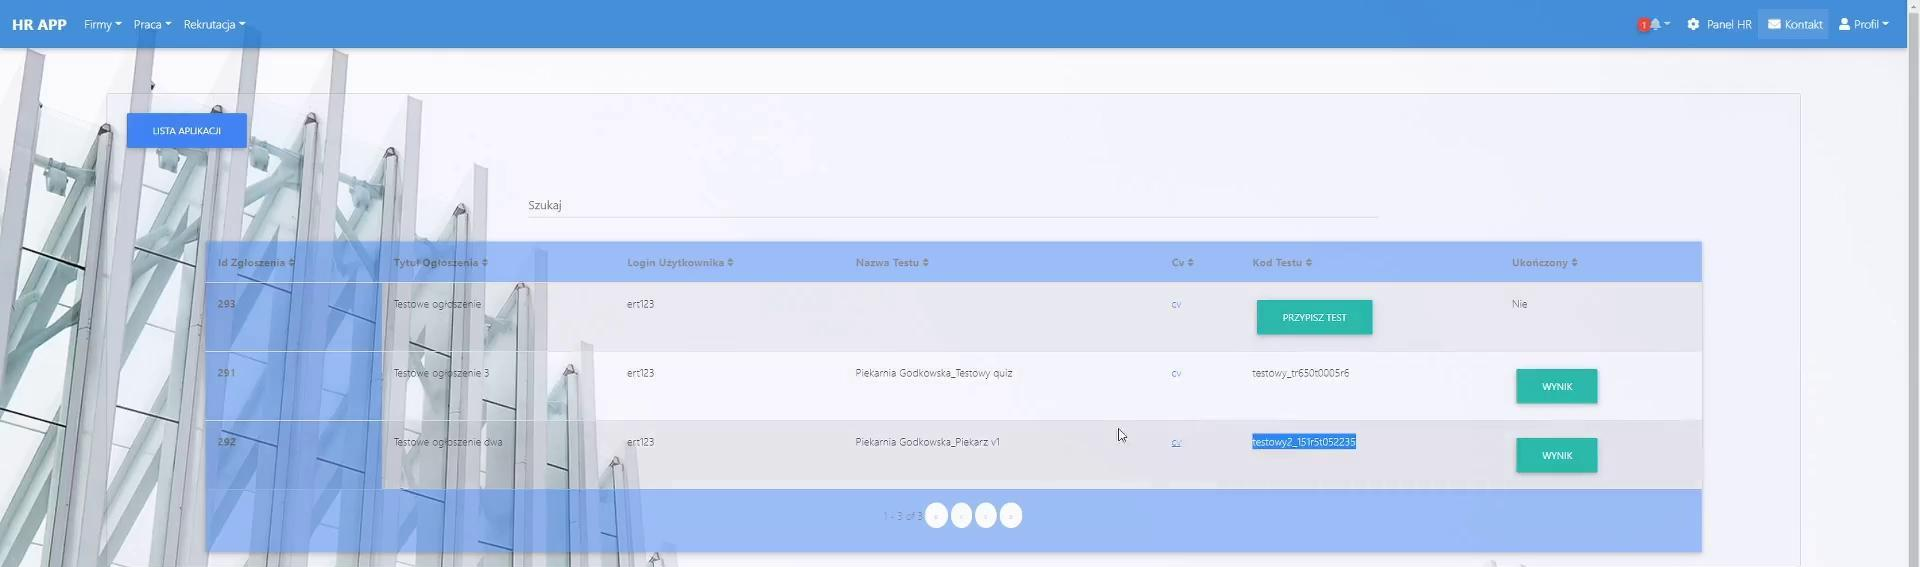 HR APP Firmy Praca Rekrutacja 1 Panel HR Kontakt Profil
LISTA APLIKACJI
Szukaj
Id Zgłoszenia Tytuł Ogłoszenia Login Użytkownika Nazwa Testu Cv Kod Testu Ukończony
293 Testowe ogłoszenie ert123 cv PRZYPISZ TEST Nie
291 Testowe ogłoszenie 3 ert123 Piekarnia Godkowska_Testowy quiz cv testowy_tr650t0005r6 WYNIK
292 Testowe ogłoszenie dwa ert123 Piekarnia Godkowska_Piekarz v1 cv testowy2_151r5t052235 WYNIK
1 - 3 of 3